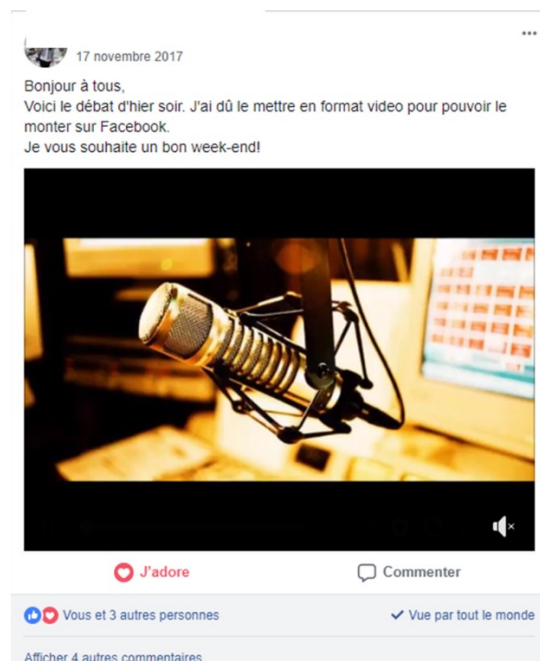 17 novembre 2017
Bonjour à tous,
Voici le débat d'hier soir. J'ai dû le mettre en format video pour pouvoir le
monter sur Facebook.
Je vous souhaite un bon week-end!
J'adore
Commenter
Vous et 3 autres personnes
Vue par tout le monde
Afficher 4 autres commentaires